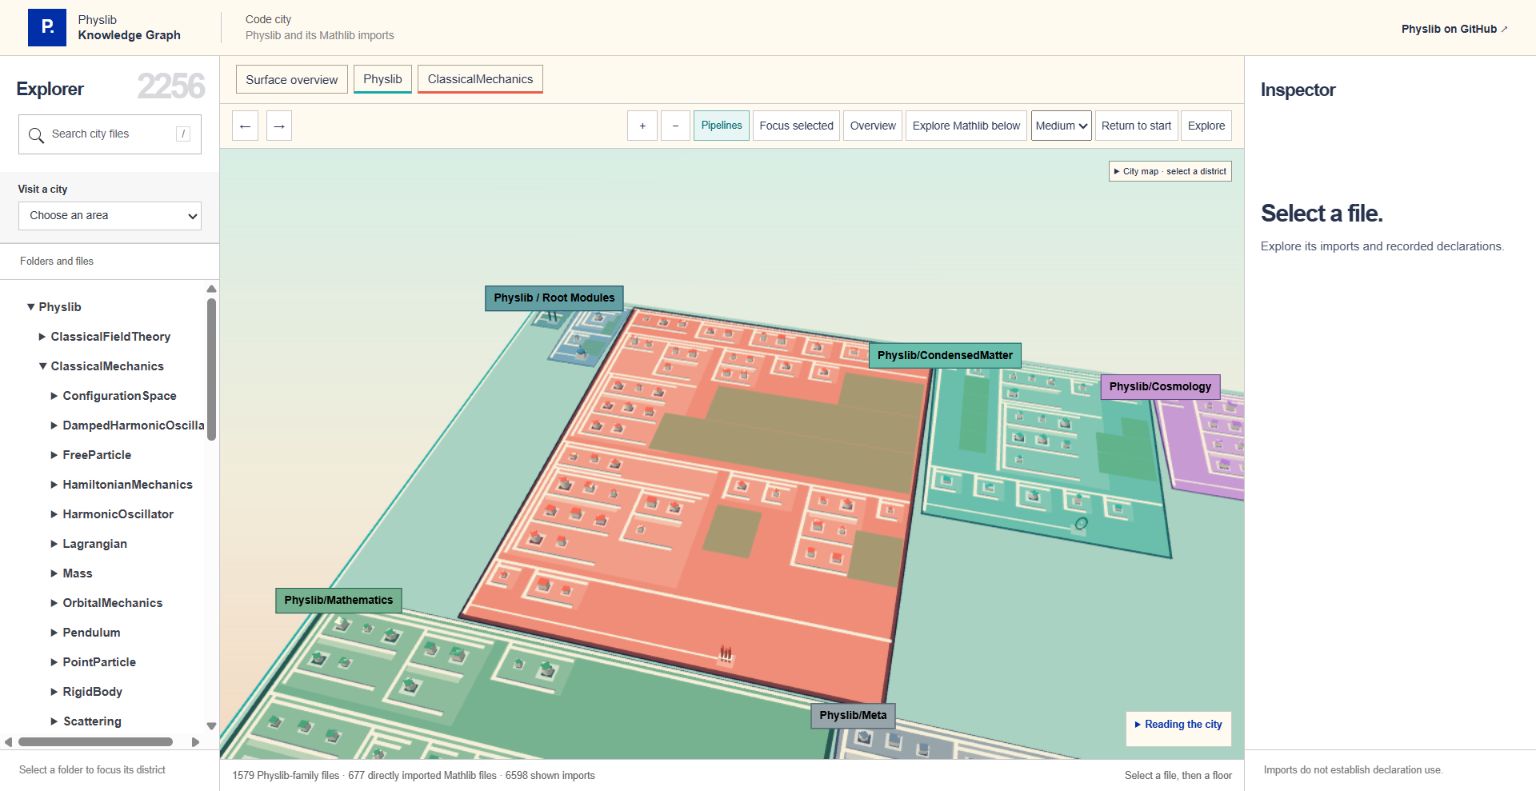 P.
Physlib
Knowledge Graph
Code city
Physlib and its Mathlib imports
Physlib on GitHub ↗
Explorer
2256
Search city files
/
Visit a city
Choose an area
Folders and files
▼ Physlib
▶ ClassicalFieldTheory
▼ ClassicalMechanics
▶ ConfigurationSpace
▶ DampedHarmonicOscilla
▶ FreeParticle
▶ HamiltonianMechanics
▶ HarmonicOscillator
▶ Lagrangian
▶ Mass
▶ OrbitalMechanics
▶ Pendulum
▶ PointParticle
▶ RigidBody
▶ Scattering
Select a folder to focus its district
Surface overview
Physlib
ClassicalMechanics
← →
+ − Pipelines Focus selected Overview Explore Mathlib below Medium Return to start Explore
▶ City map · select a district
Physlib / Root Modules
Physlib/CondensedMatter
Physlib/Cosmology
Physlib/Mathematics
Physlib/Meta
▶ Reading the city
1579 Physlib-family files · 677 directly imported Mathlib files · 6598 shown imports
Select a file, then a floor
Inspector
Select a file.
Explore its imports and recorded declarations.
Imports do not establish declaration use.